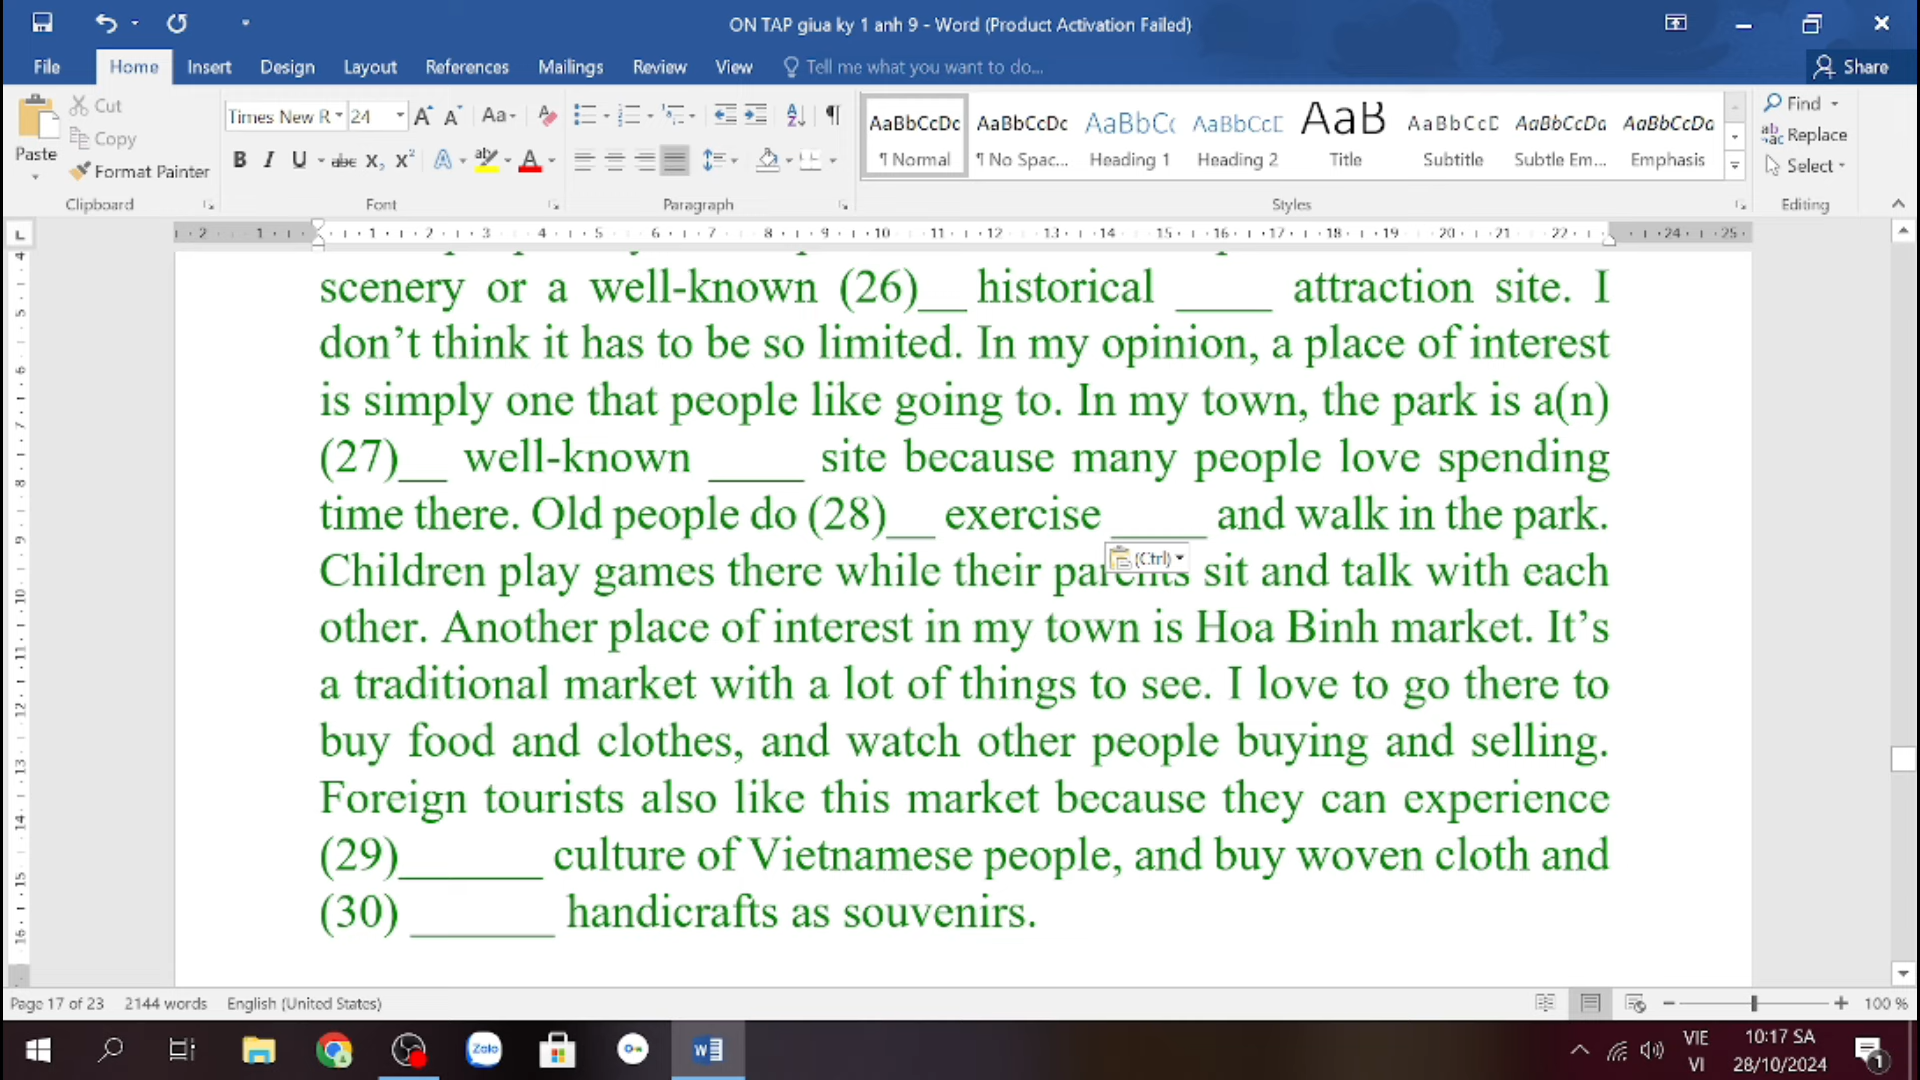 ON TAP giua ky 1 anh 9 - Word (Product Activation Failed)
File Home Insert Design Layout References Mailings Review View Tell me what you want to do... Share
Paste
Cut
Copy
Format Painter
Clipboard
Times New R 24
Font
Paragraph
AaBbCcDc AaBbCcDc AaBbCc AaBbCcE AaB AaBbCcD AaBbCcDa AaBbCcDa
¶ Normal ¶ No Spac... Heading 1 Heading 2 Title Subtitle Subtle Em... Emphasis
Styles
Find
Replace
Select
Editing
scenery or a well-known (26)__ historical ____ attraction site. I
don’t think it has to be so limited. In my opinion, a place of interest
is simply one that people like going to. In my town, the park is a(n)
(27)__ well-known ____ site because many people love spending
time there. Old people do (28)__ exercise ____ and walk in the park.
(Ctrl)
Children play games there while their parents sit and talk with each
other. Another place of interest in my town is Hoa Binh market. It’s
a traditional market with a lot of things to see. I love to go there to
buy food and clothes, and watch other people buying and selling.
Foreign tourists also like this market because they can experience
(29)______ culture of Vietnamese people, and buy woven cloth and
(30) ______ handicrafts as souvenirs.
Page 17 of 23 2144 words English (United States) 100 %
Zalo
VIE
VI
10:17 SA
28/10/2024
1